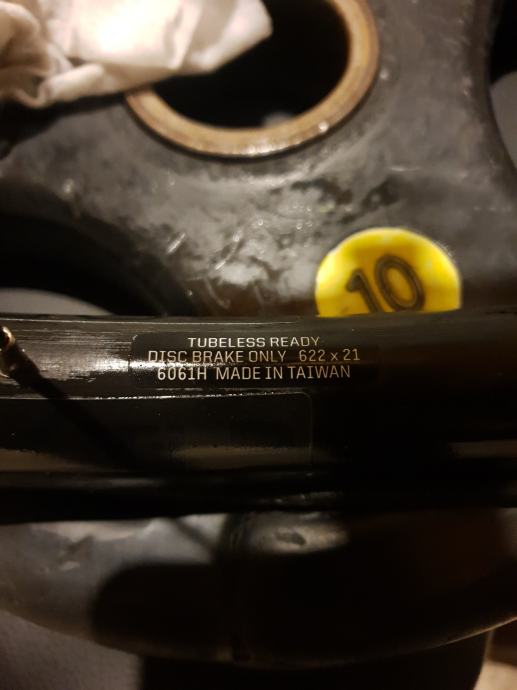 10
TUBELESS READY
DISC BRAKE ONLY 622 x 21
6061H MADE IN TAIWAN